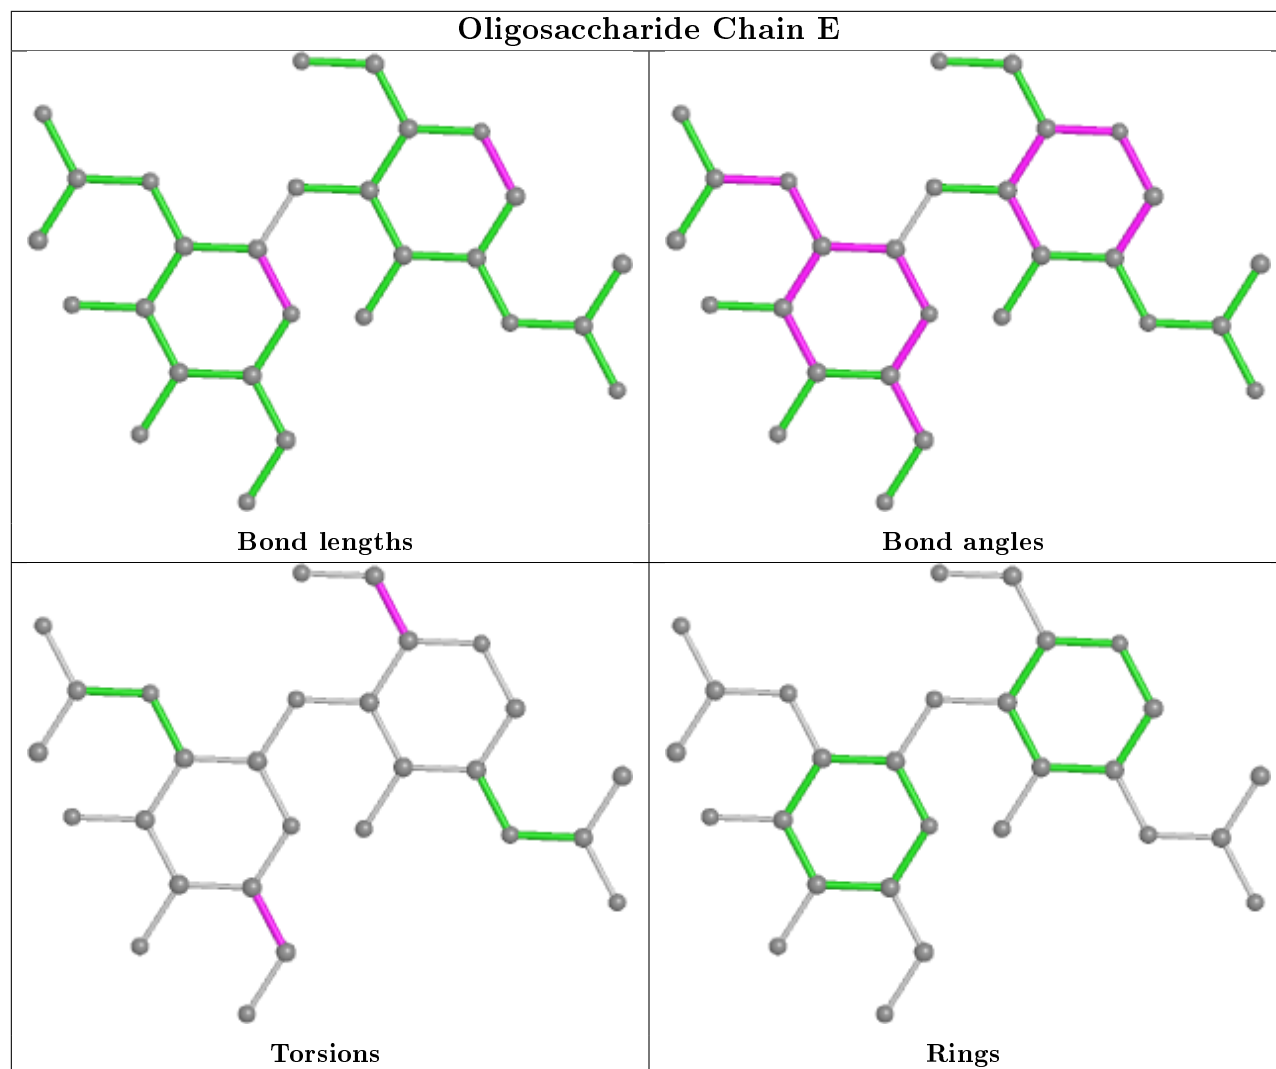 Oligosaccharide Chain E
Bond lengths
Bond angles
Torsions
Rings